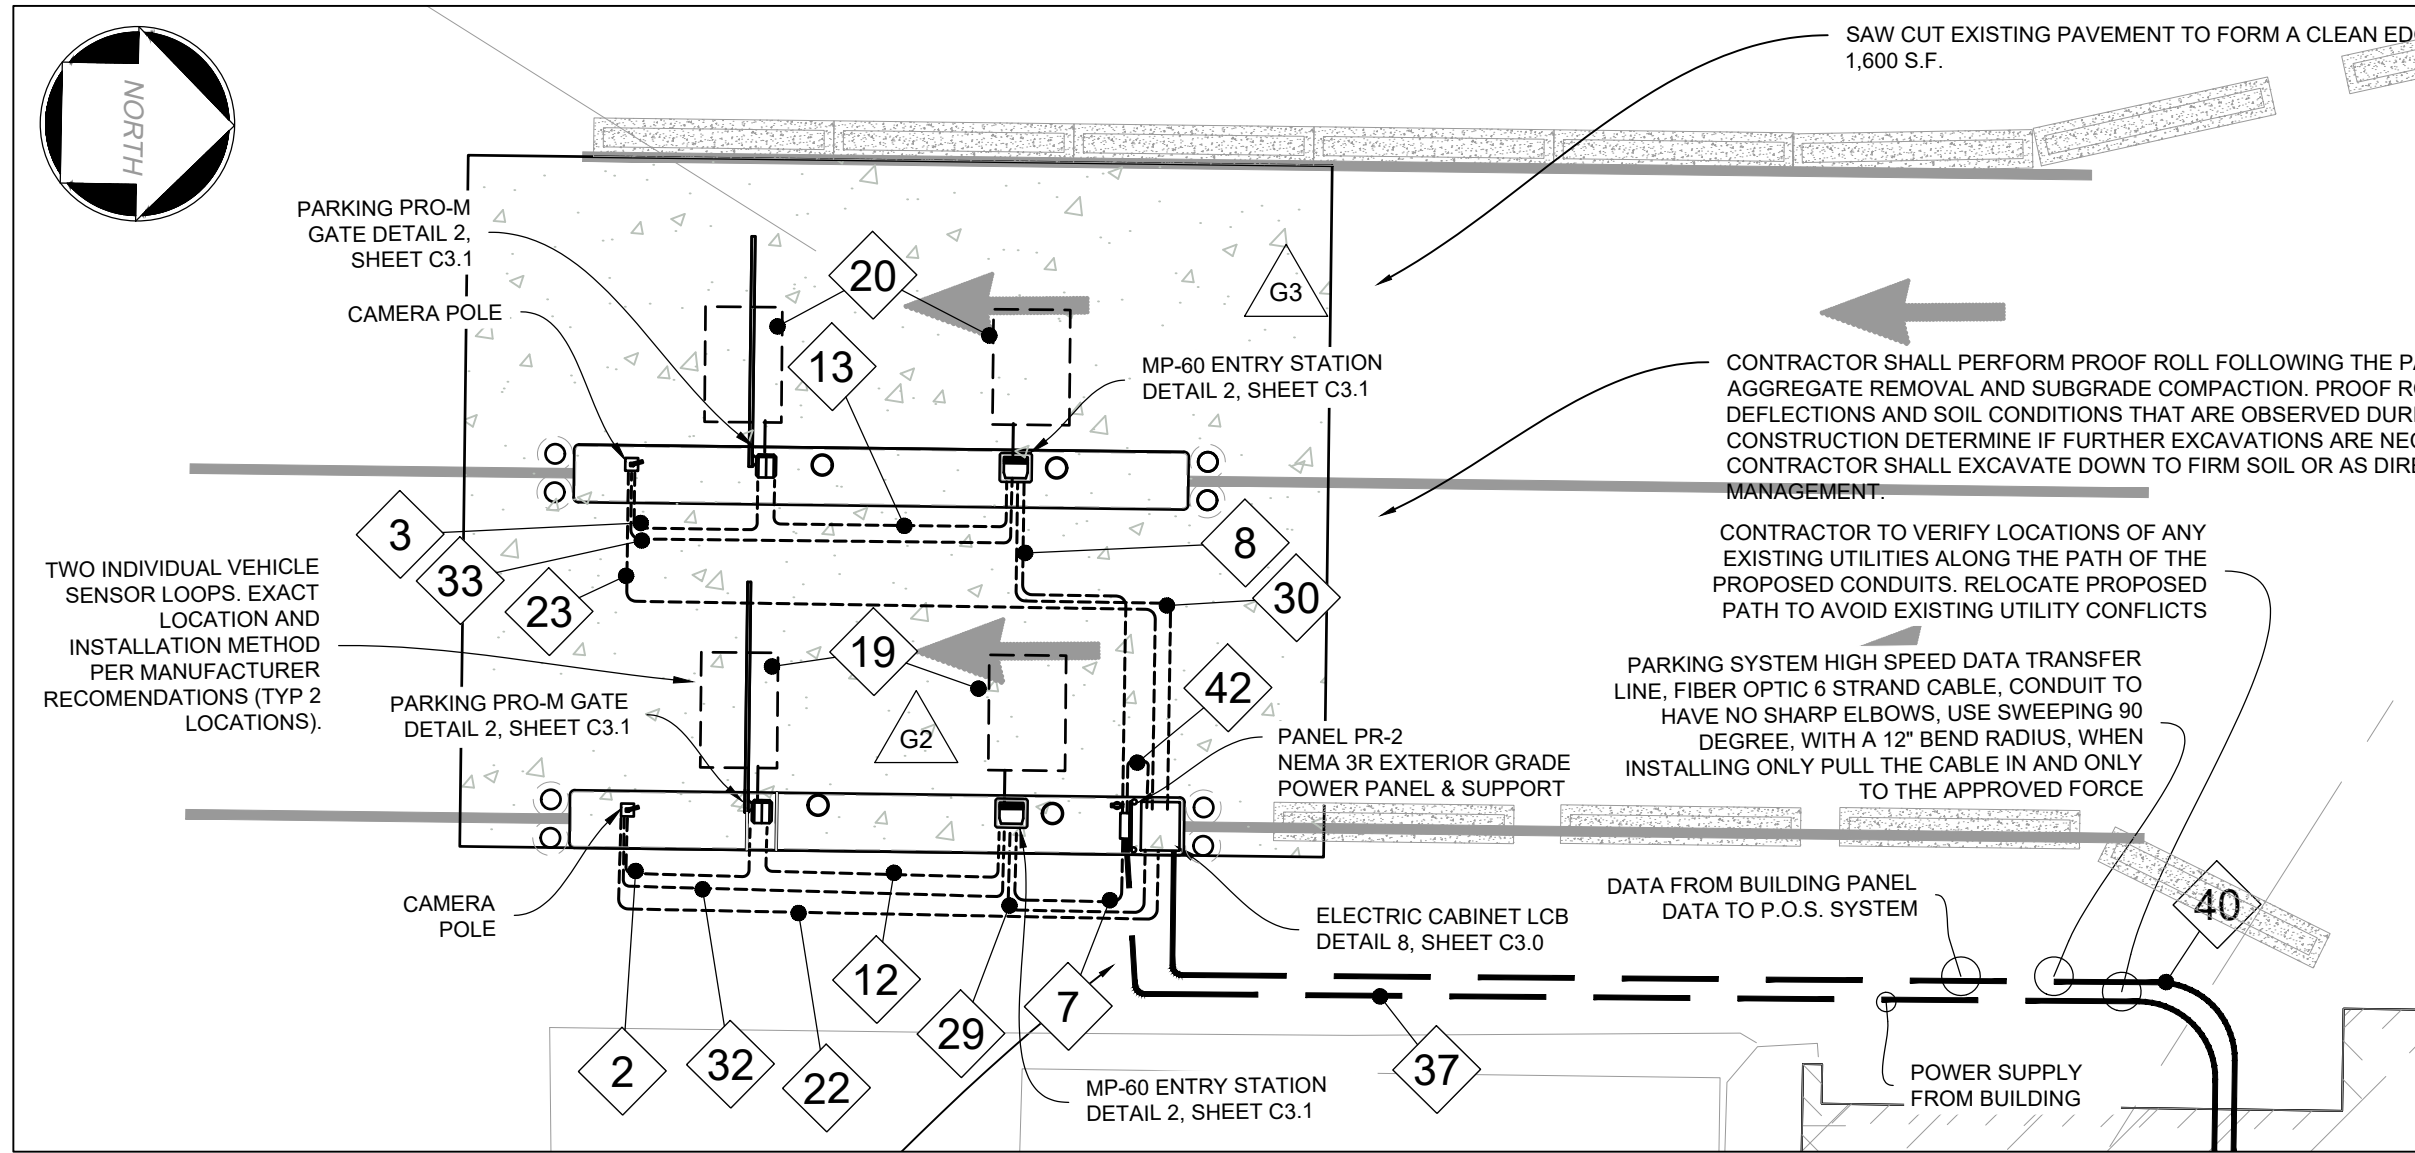 SAW CUT EXISTING PAVEMENT TO FORM A CLEAN
1,600 S.F.
NORTH
PARKING PRO-M
GATE DETAIL 2,
SHEET C3.1
CAMERA POLE
20
G3
13
MP-60 ENTRY STATION
DETAIL 2, SHEET C3.1
CONTRACTOR SHALL PERFORM PROOF ROLL FOLLOWING THE
AGGREGATE REMOVAL AND SUBGRADE COMPACTION. PROOF
DEFLECTIONS AND SOIL CONDITIONS THAT ARE OBSERVED
CONSTRUCTION DETERMINE IF FURTHER EXCAVATIONS ARE
CONTRACTOR SHALL EXCAVATE DOWN TO FIRM SOIL OR AS
MANAGEMENT.
3
33
23
8
30
CONTRACTOR TO VERIFY LOCATIONS OF ANY
EXISTING UTILITIES ALONG THE PATH OF THE
PROPOSED CONDUITS. RELOCATE PROPOSED
PATH TO AVOID EXISTING UTILITY CONFLICTS
TWO INDIVIDUAL VEHICLE
SENSOR LOOPS. EXACT
LOCATION AND
INSTALLATION METHOD
PER MANUFACTURER
RECOMENDATIONS (TYP 2
LOCATIONS).
19
42
G2
PARKING PRO-M GATE
DETAIL 2, SHEET C3.1
PANEL PR-2
NEMA 3R EXTERIOR GRADE
POWER PANEL & SUPPORT
PARKING SYSTEM HIGH SPEED DATA TRANSFER
LINE, FIBER OPTIC 6 STRAND CABLE, CONDUIT TO
HAVE NO SHARP ELBOWS, USE SWEEPING 90
DEGREE, WITH A 12" BEND RADIUS, WHEN
INSTALLING ONLY PULL THE CABLE IN AND ONLY
TO THE APPROVED FORCE
CAMERA
POLE
ELECTRIC CABINET LCB
DETAIL 8, SHEET C3.0
DATA FROM BUILDING PANEL
DATA TO P.O.S. SYSTEM
40
12
7
29
2
32
22
37
MP-60 ENTRY STATION
DETAIL 2, SHEET C3.1
POWER SUPPLY
FROM BUILDING